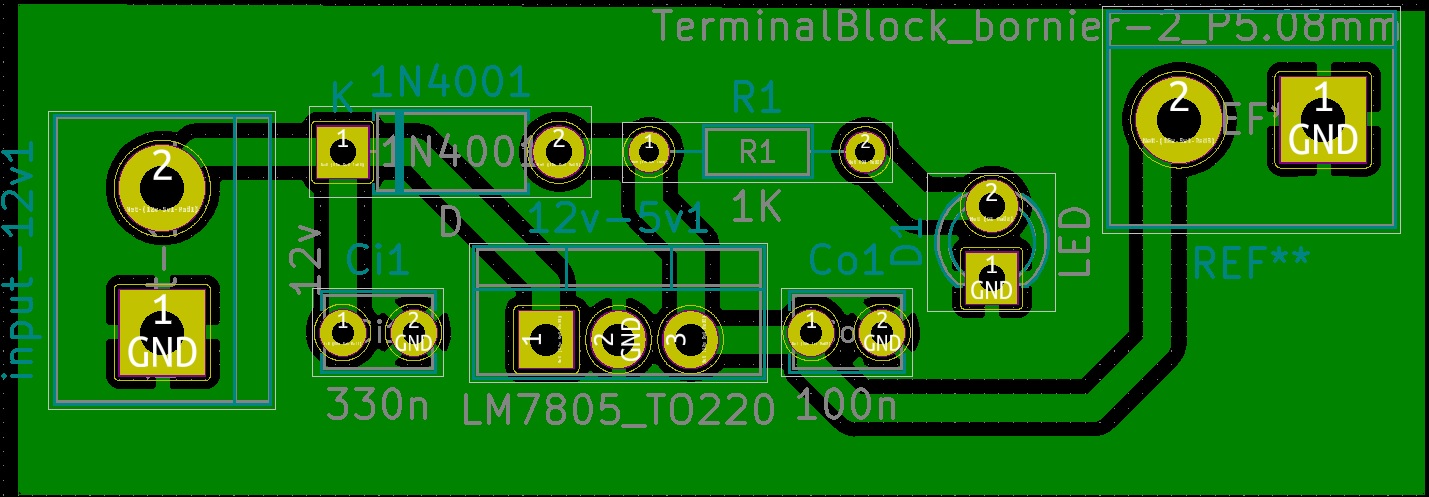 TerminalBlock_bornier-2_P5.08mm
1N4001
K
R1
2
1
GND
EF*
1
1N4001
2
1
R1
2
2
input-12v1
D
12v-5v1
1K
2
D1
LED
12v
Ci1
Co1
REF**
1
GND
1
GND
1
2
GND
1
2
GND
3
1
2
GND
330n
LM7805_TO220
100n